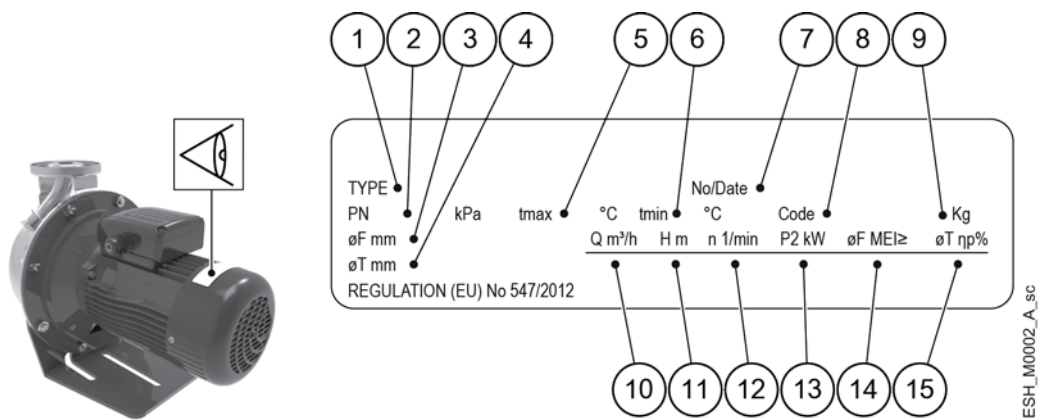 1 2 3 4 5 6 7 8 9
TYPE No/Date
PN kPa tmax °C tmin °C Code Kg
øF mm Q m³/h H m n 1/min P2 kW øF MEI≥ øT ηp%
øT mm
REGULATION (EU) No 547/2012
10 11 12 13 14 15
ESH_M0002_A_sc